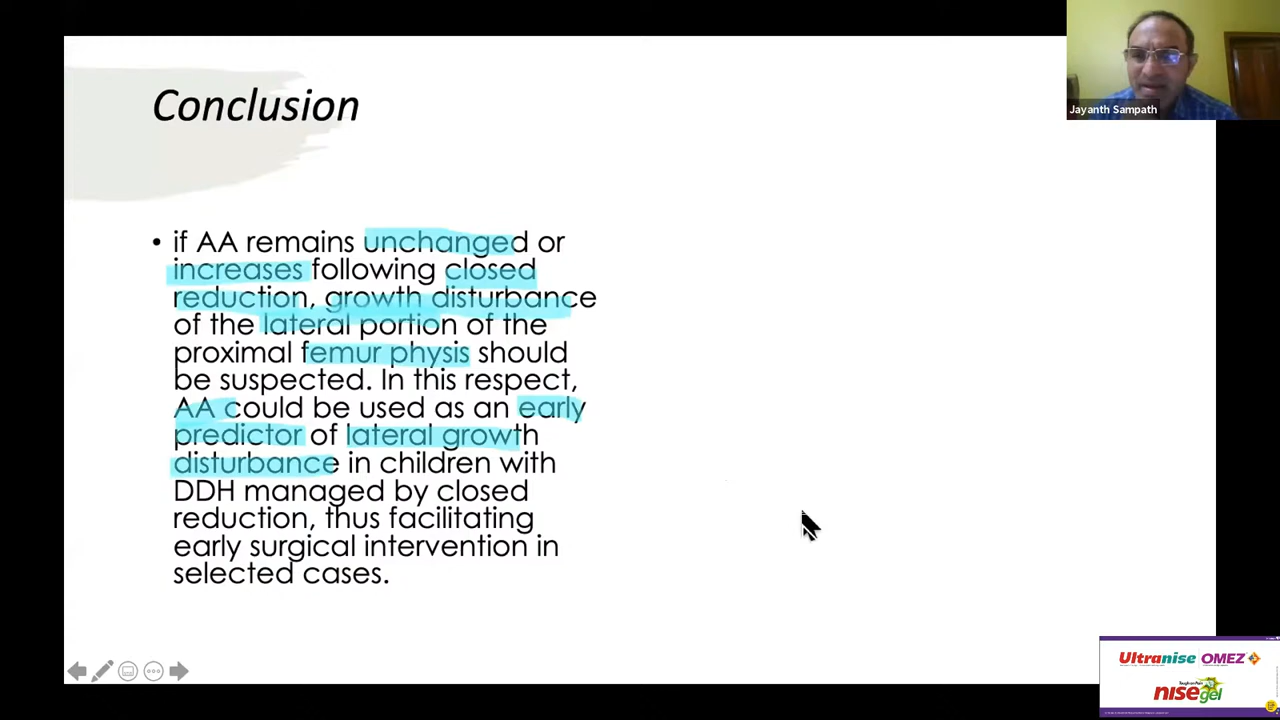 Conclusion
Jayanth Sampath
• if AA remains unchanged or
increases following closed
reduction, growth disturbance
of the lateral portion of the
proximal femur physis should
be suspected. In this respect,
AA could be used as an early
predictor of lateral growth
disturbance in children with
DDH managed by closed
reduction, thus facilitating
early surgical intervention in
selected cases.
Ultranise OMEZ
nisegel